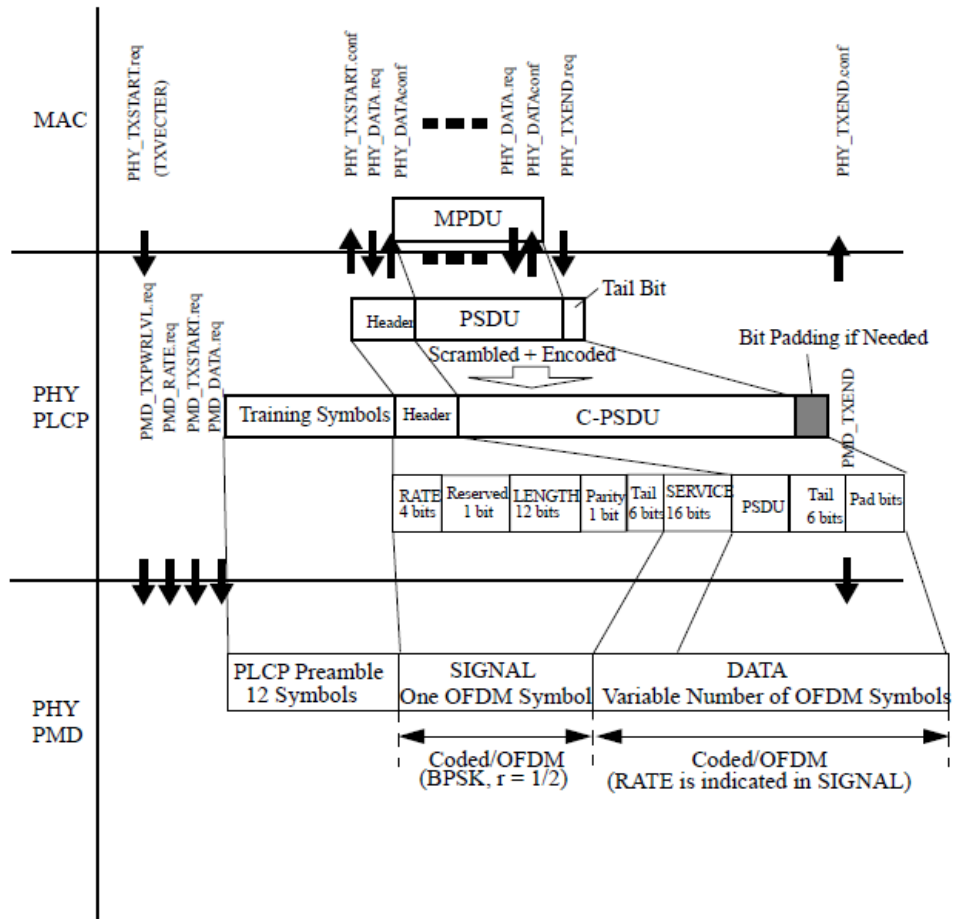 MAC
PHY_TXSTART.req
(TXVECTER)
PHY_TXSTART.conf
PHY_DATA.req
PHY_DATAconf
PHY_DATA.req
PHY_DATAconf
PHY_TXEND.req
PHY_TXEND.conf
MPDU
PHY
PLCP
PMD_TXPWRLVL.req
PMD_RATE.req
PMD_TXSTART.req
PMD_DATA.req
Tail Bit
Header
PSDU
Scrambled + Encoded
Bit Padding if Needed
Training Symbols
Header
C-PSDU
PMD_TXEND
RATE
4 bits
Reserved
1 bit
LENGTH
12 bits
Parity
1 bit
Tail
6 bits
SERVICE
16 bits
PSDU
Tail
6 bits
Pad bits
PHY
PMD
PLCP Preamble
12 Symbols
SIGNAL
One OFDM Symbol
DATA
Variable Number of OFDM Symbols
Coded/OFDM
(BPSK, r = 1/2)
Coded/OFDM
(RATE is indicated in SIGNAL)